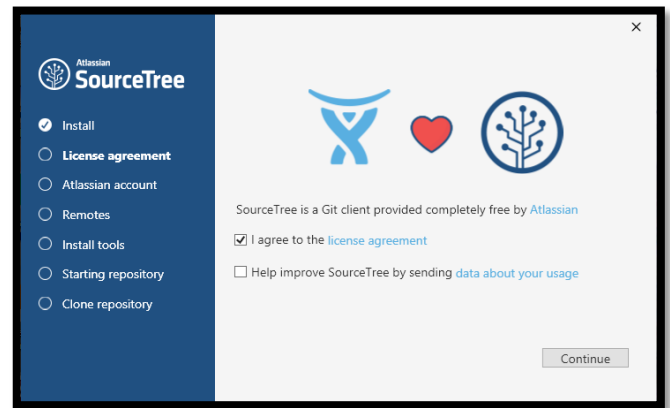 Atlassian
SourceTree
Install
License agreement
Atlassian account
Remotes
Install tools
Starting repository
Clone repository
SourceTree is a Git client provided completely free by Atlassian
I agree to the license agreement
Help improve SourceTree by sending data about your usage
Continue